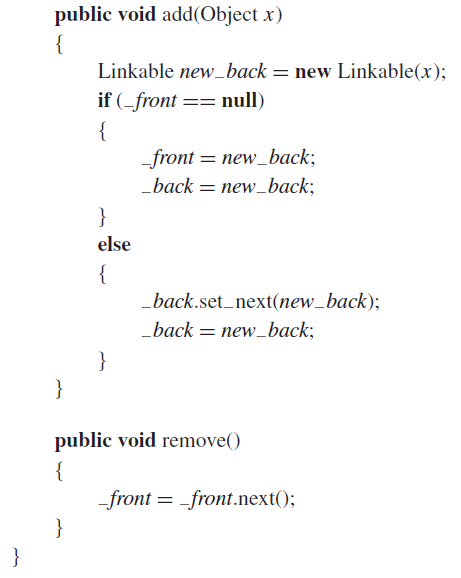 public void add(Object x)
{
Linkable new_back = new Linkable(x);
if (_front == null)
{
_front = new_back;
_back = new_back;
}
else
{
_back.set_next(new_back);
_back = new_back;
}
}
public void remove()
{
_front = _front.next();
}
}